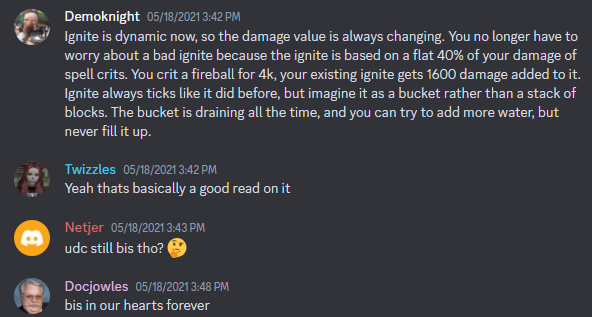 Demoknight 05/18/2021 3:42 PM
Ignite is dynamic now, so the damage value is always changing. You no longer have to
worry about a bad ignite because the ignite is based on a flat 40% of your damage of
spell crits. You crit a fireball for 4k, your existing ignite gets 1600 damage added to it.
Ignite always ticks like it did before, but imagine it as a bucket rather than a stack of
blocks. The bucket is draining all the time, and you can try to add more water, but
never fill it up.
Twizzles 05/18/2021 3:42 PM
Yeah thats basically a good read on it
Netjer 05/18/2021 3:43 PM
udc still bis tho? 🤔
Docjowles 05/18/2021 3:48 PM
bis in our hearts forever